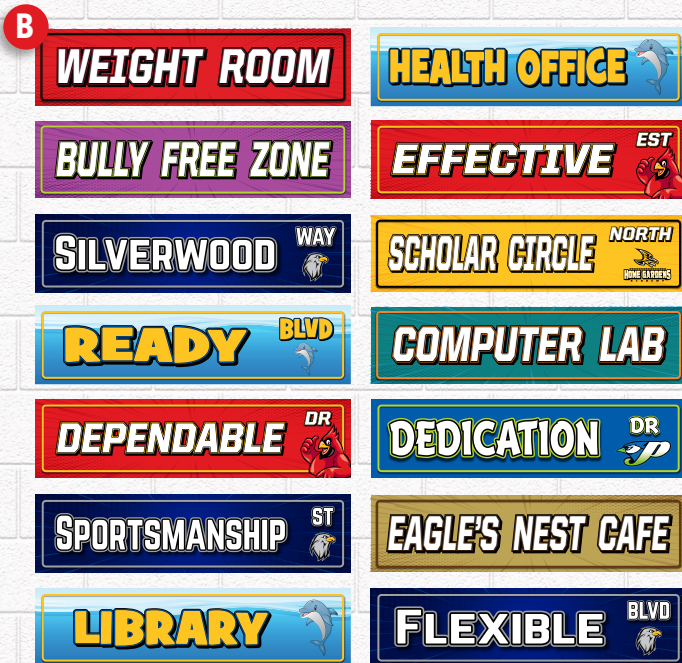 B
WEIGHT ROOM
HEALTH OFFICE
BULLY FREE ZONE
EFFECTIVE EST
SILVERWOOD WAY
SCHOLAR CIRCLE NORTH
HOME GARDENS
READY BLVD
COMPUTER LAB
DEPENDABLE DR
DEDICATION DR
SPORTSMANSHIP ST
EAGLE'S NEST CAFE
LIBRARY
FLEXIBLE BLVD